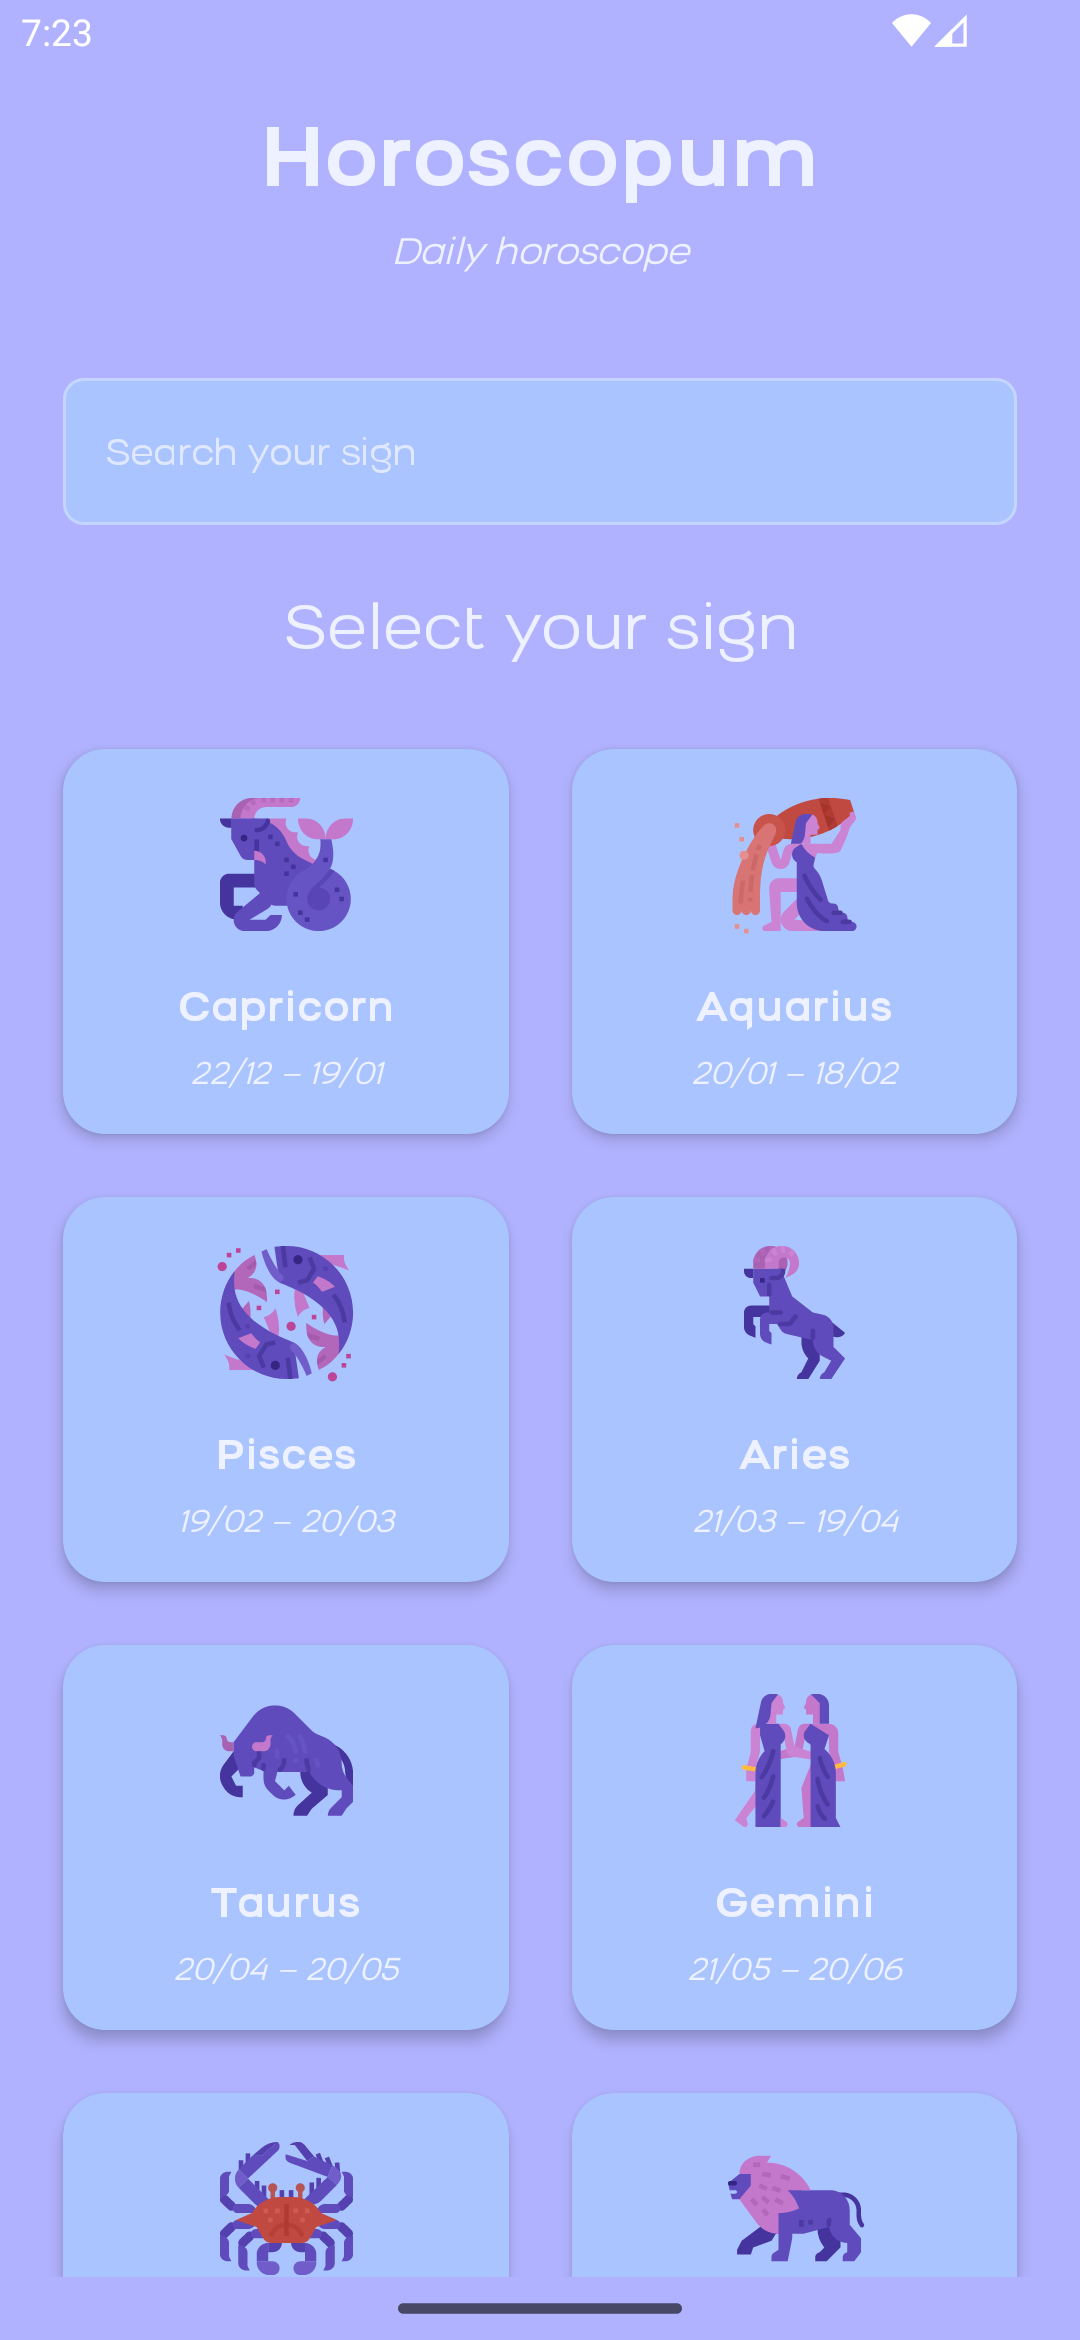 7:23
Horoscopum
Daily horoscope
Search your sign
Select your sign
Capricorn
22/12 – 19/01
Aquarius
20/01 – 18/02
Pisces
19/02 – 20/03
Aries
21/03 – 19/04
Taurus
20/04 – 20/05
Gemini
21/05 – 20/06